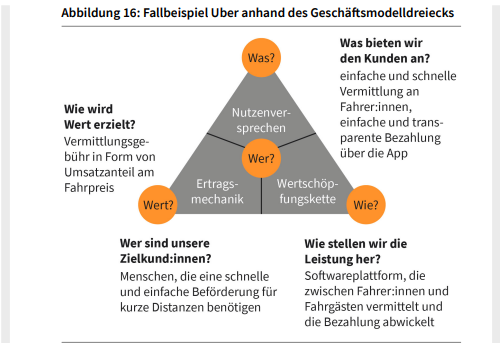 Abbildung 16: Fallbeispiel Uber anhand des Geschäftsmodelldreiecks
Was?
Was bieten wir
den Kunden an?
einfache und schnelle
Vermittlung an
Fahrer:innen,
einfache und trans-
parente Bezahlung
über die App
Wie wird
Wert erzielt?
Vermittlungsge-
bühr in Form von
Umsatzanteil am
Fahrpreis
Nutzenver-
sprechen
Wer?
Ertrags-
mechanik
Wertschöp-
fungskette
Wert?
Wie?
Wer sind unsere
Zielkund:innen?
Menschen, die eine schnelle
und einfache Beförderung für
kurze Distanzen benötigen
Wie stellen wir die
Leistung her?
Softwareplattform, die
zwischen Fahrer:innen und
Fahrgästen vermittelt und
die Bezahlung abwickelt